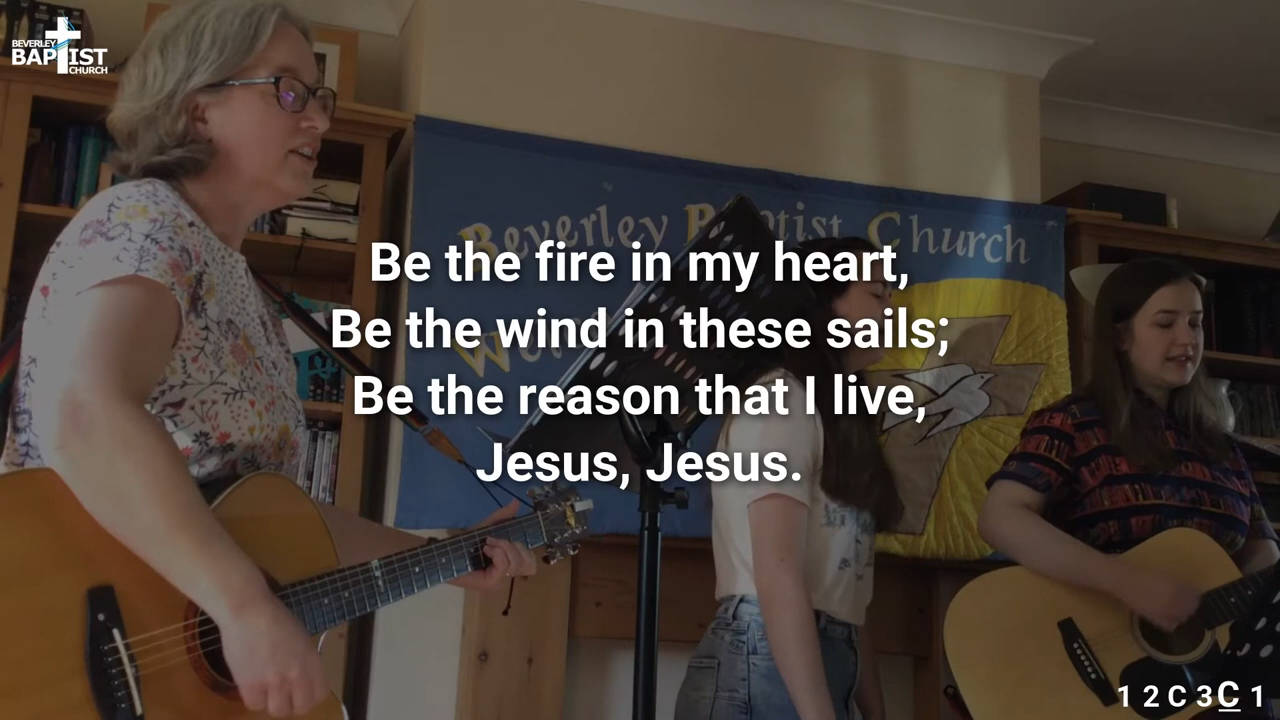 BEVERLEY
BAPTIST
CHURCH
Beverley Baptist Church
Be the fire in my heart,
Be the wind in these sails;
Be the reason that I live,
Jesus, Jesus.
1 2 C 3 C 1